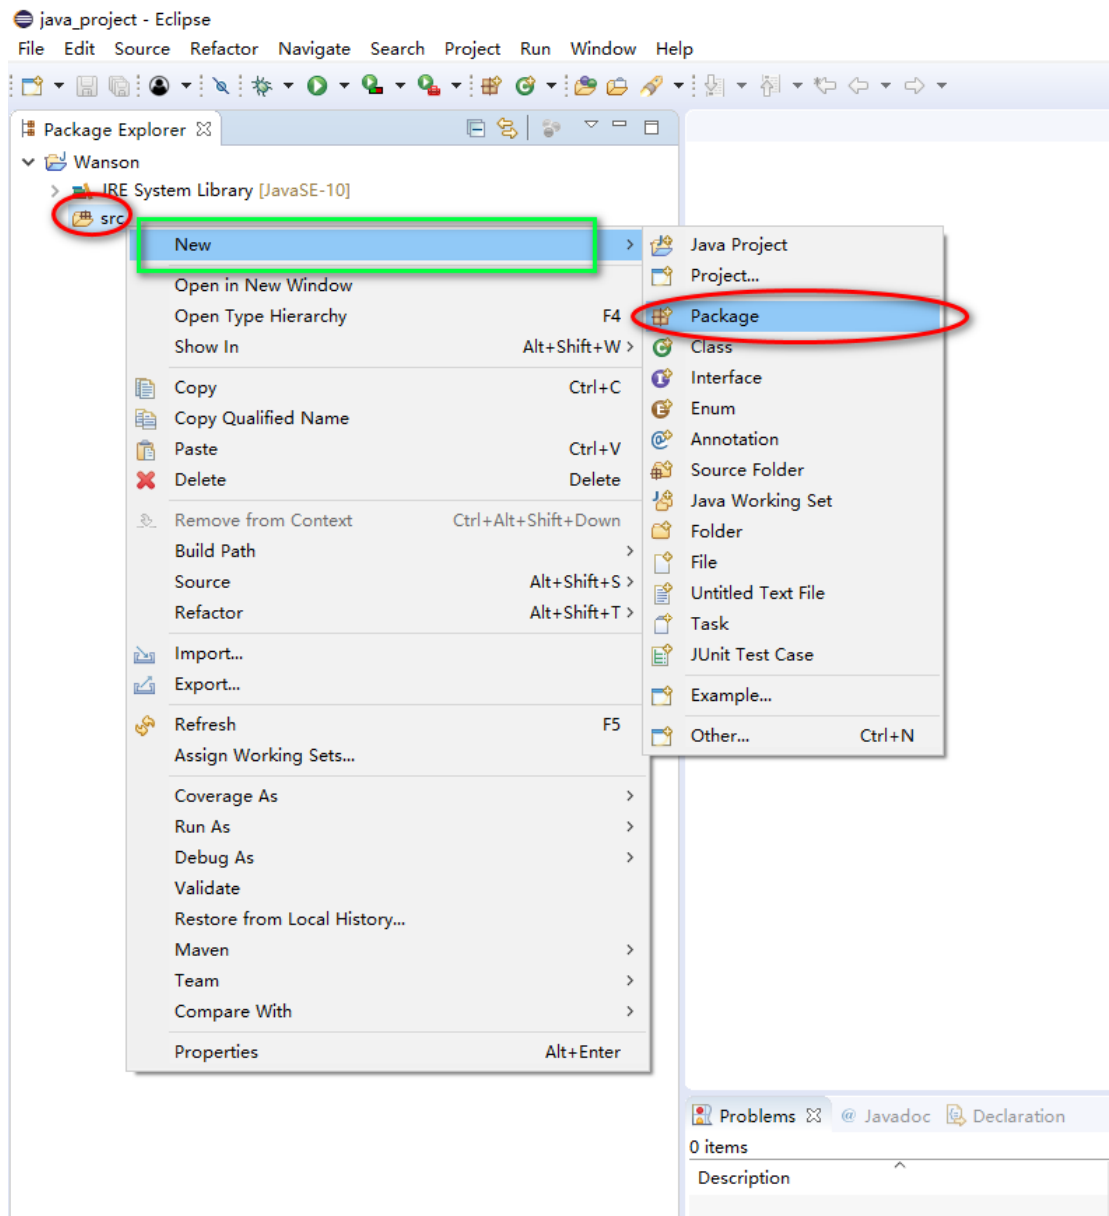 java_project - Eclipse
File Edit Source Refactor Navigate Search Project Run Window Help
Package Explorer
Wanson
JRE System Library [JavaSE-10]
src
New
Open in New Window
Open Type Hierarchy F4
Show In Alt+Shift+W >
Copy Ctrl+C
Copy Qualified Name
Paste Ctrl+V
Delete Delete
Remove from Context Ctrl+Alt+Shift+Down
Build Path
Source Alt+Shift+S >
Refactor Alt+Shift+T >
Import...
Export...
Refresh F5
Assign Working Sets...
Coverage As
Run As
Debug As
Validate
Restore from Local History...
Maven
Team
Compare With
Properties Alt+Enter
Java Project
Project...
Package
Class
Interface
Enum
Annotation
Source Folder
Java Working Set
Folder
File
Untitled Text File
Task
JUnit Test Case
Example...
Other... Ctrl+N
Problems @ Javadoc Declaration
0 items
Description